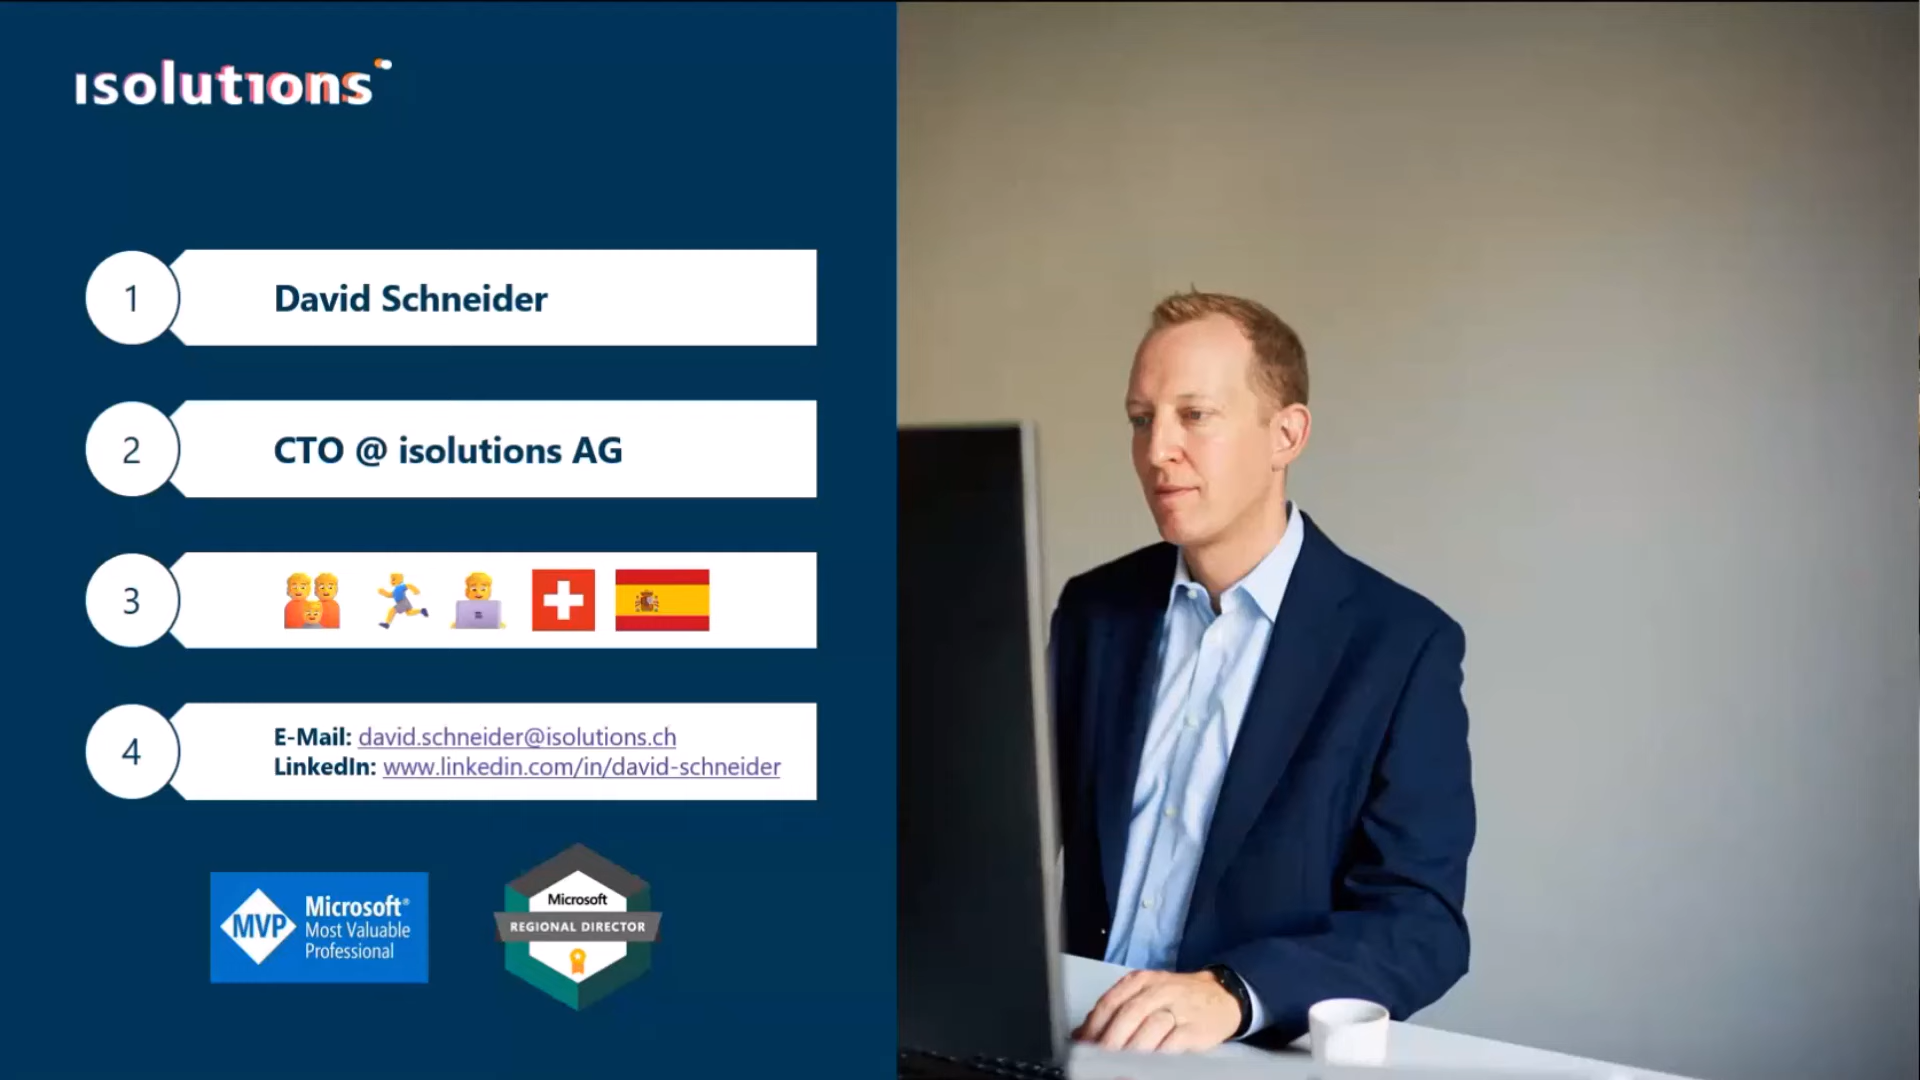 isolutions
1
David Schneider
2
CTO @ isolutions AG
3
4
E-Mail: david.schneider@isolutions.ch
LinkedIn: www.linkedin.com/in/david-schneider
MVP
Microsoft®
Most Valuable
Professional
Microsoft
REGIONAL DIRECTOR